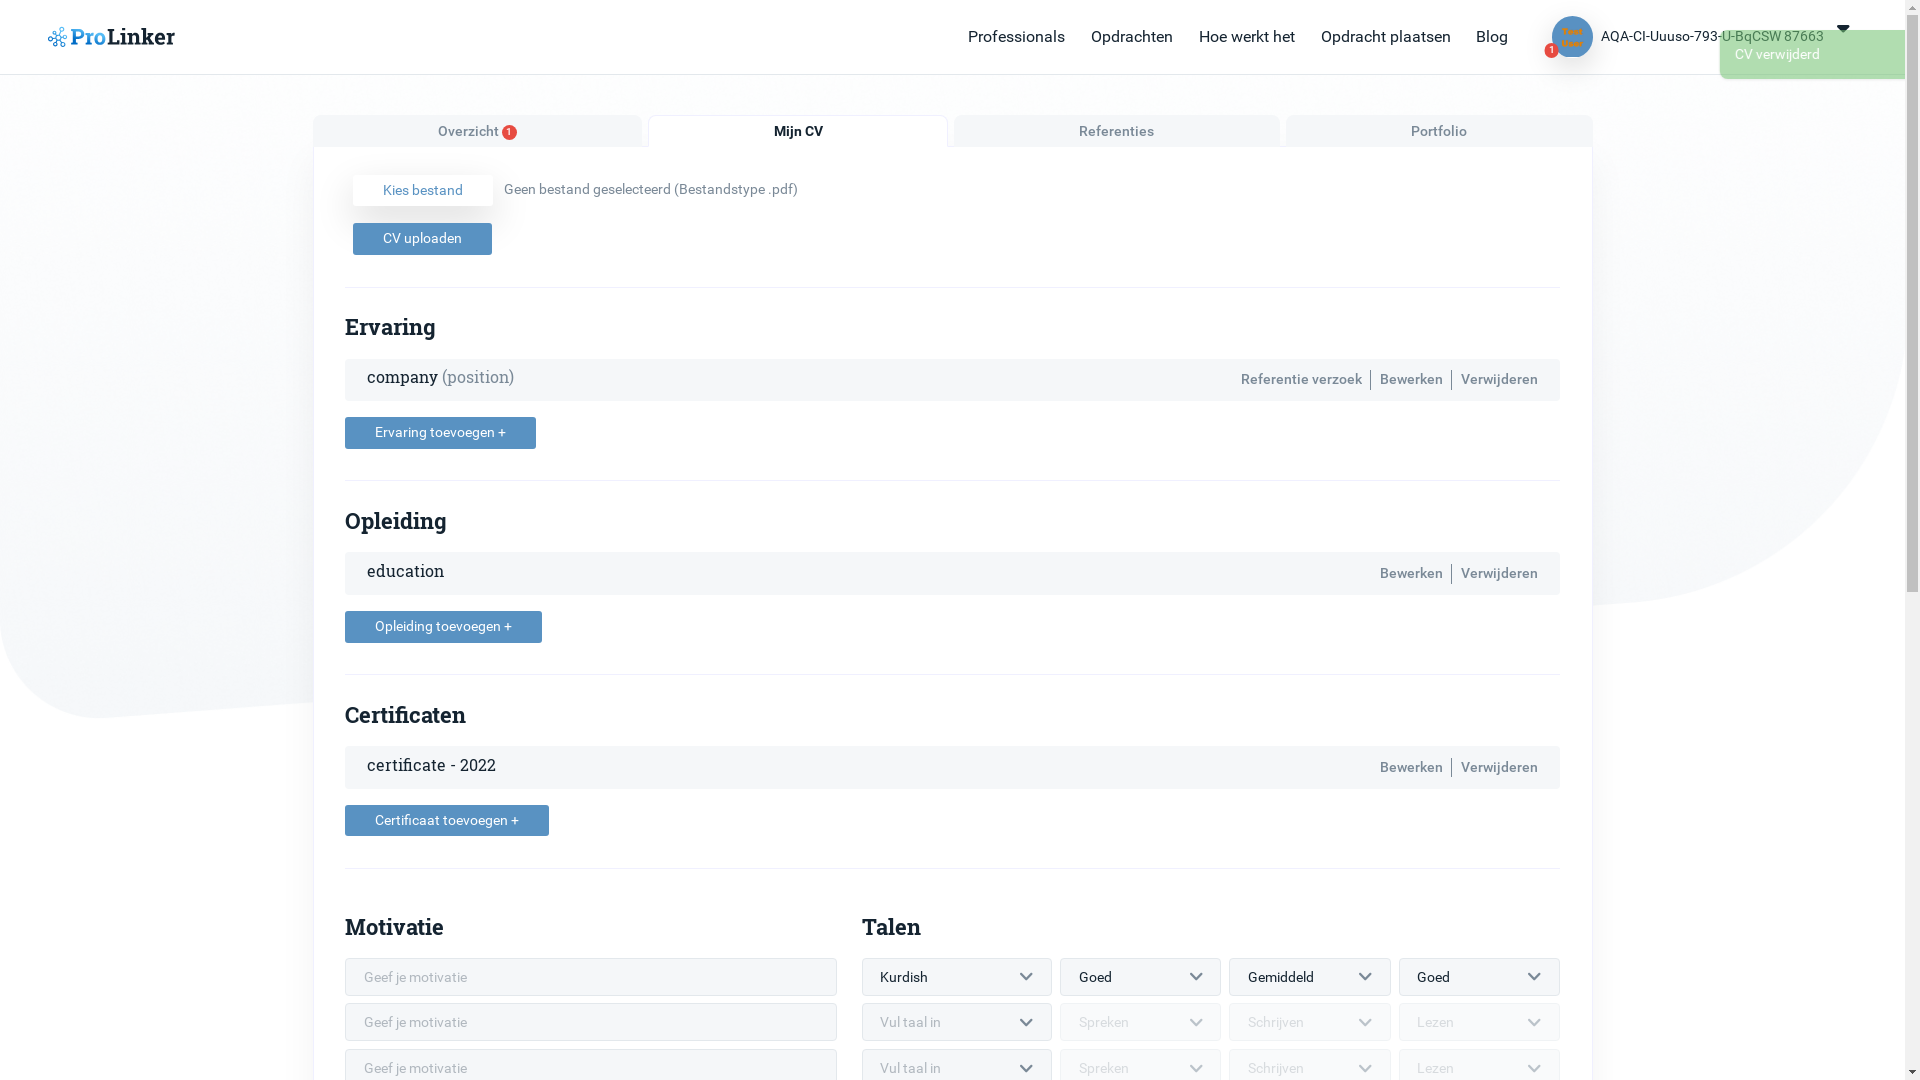 ProLinker
Professionals
Opdrachten
Hoe werkt het
Opdracht plaatsen
Blog
Test User
1
AQA-CI-Uuuso-793-U-BqCSW 87663
CV verwijderd
Overzicht 1
Mijn CV
Referenties
Portfolio
Kies bestand
Geen bestand geselecteerd (Bestandstype .pdf)
CV uploaden
Ervaring
company (position)
Referentie verzoek
Bewerken
Verwijderen
Ervaring toevoegen +
Opleiding
education
Bewerken
Verwijderen
Opleiding toevoegen +
Certificaten
certificate - 2022
Bewerken
Verwijderen
Certificaat toevoegen +
Motivatie
Geef je motivatie
Geef je motivatie
Geef je motivatie
Talen
Kurdish
Goed
Gemiddeld
Goed
Vul taal in
Spreken
Schrijven
Lezen
Vul taal in
Spreken
Schrijven
Lezen